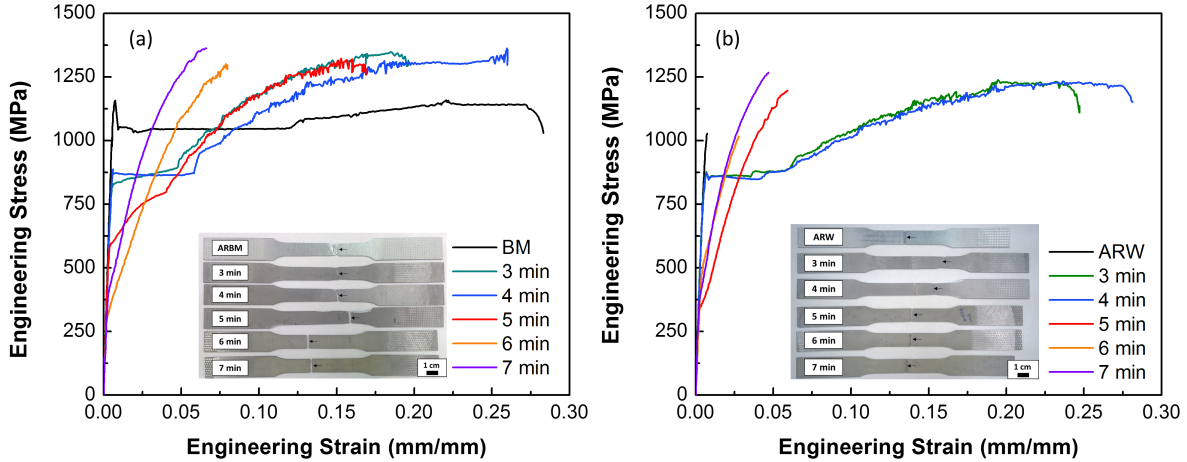 (a)
Engineering Stress (MPa)
1500
1250
1000
750
500
250
0
0.00 0.05 0.10 0.15 0.20 0.25 0.30
Engineering Strain (mm/mm)
ARBM
3 min
4 min
5 min
6 min
7 min
1 cm
BM
3 min
4 min
5 min
6 min
7 min
(b)
Engineering Stress (MPa)
1500
1250
1000
750
500
250
0
0.00 0.05 0.10 0.15 0.20 0.25 0.30
Engineering Strain (mm/mm)
ARW
3 min
4 min
5 min
6 min
7 min
1 cm
ARW
3 min
4 min
5 min
6 min
7 min